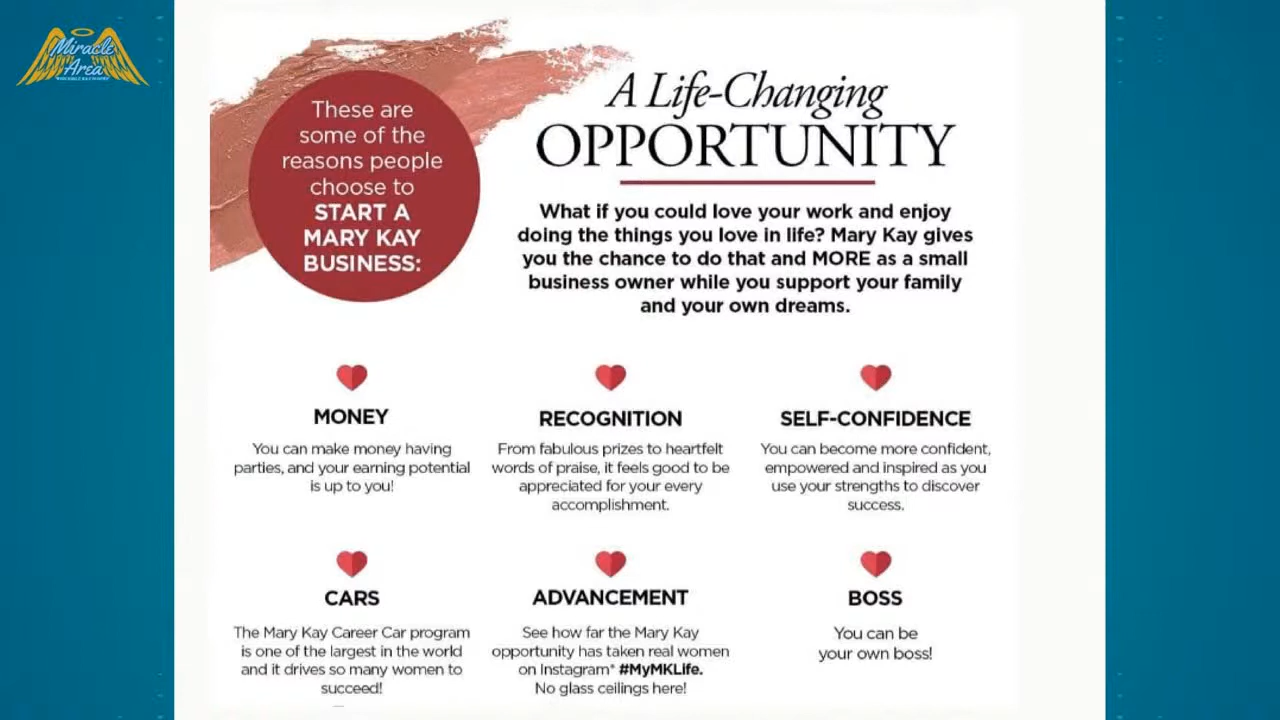 Miracle
Area
These are
some of the
reasons people
choose to
START A
MARY KAY
BUSINESS:
A Life-Changing
OPPORTUNITY
What if you could love your work and enjoy
doing the things you love in life? Mary Kay gives
you the chance to do that and MORE as a small
business owner while you support your family
and your own dreams.
MONEY
You can make money having
parties, and your earning potential
is up to you!
RECOGNITION
From fabulous prizes to heartfelt
words of praise, it feels good to be
appreciated for your every
accomplishment.
SELF-CONFIDENCE
You can become more confident,
empowered and inspired as you
use your strengths to discover
success.
CARS
The Mary Kay Career Car program
is one of the largest in the world
and it drives so many women to
succeed!
ADVANCEMENT
See how far the Mary Kay
opportunity has taken real women
on Instagram* #MyMKLife.
No glass ceilings here!
BOSS
You can be
your own boss!